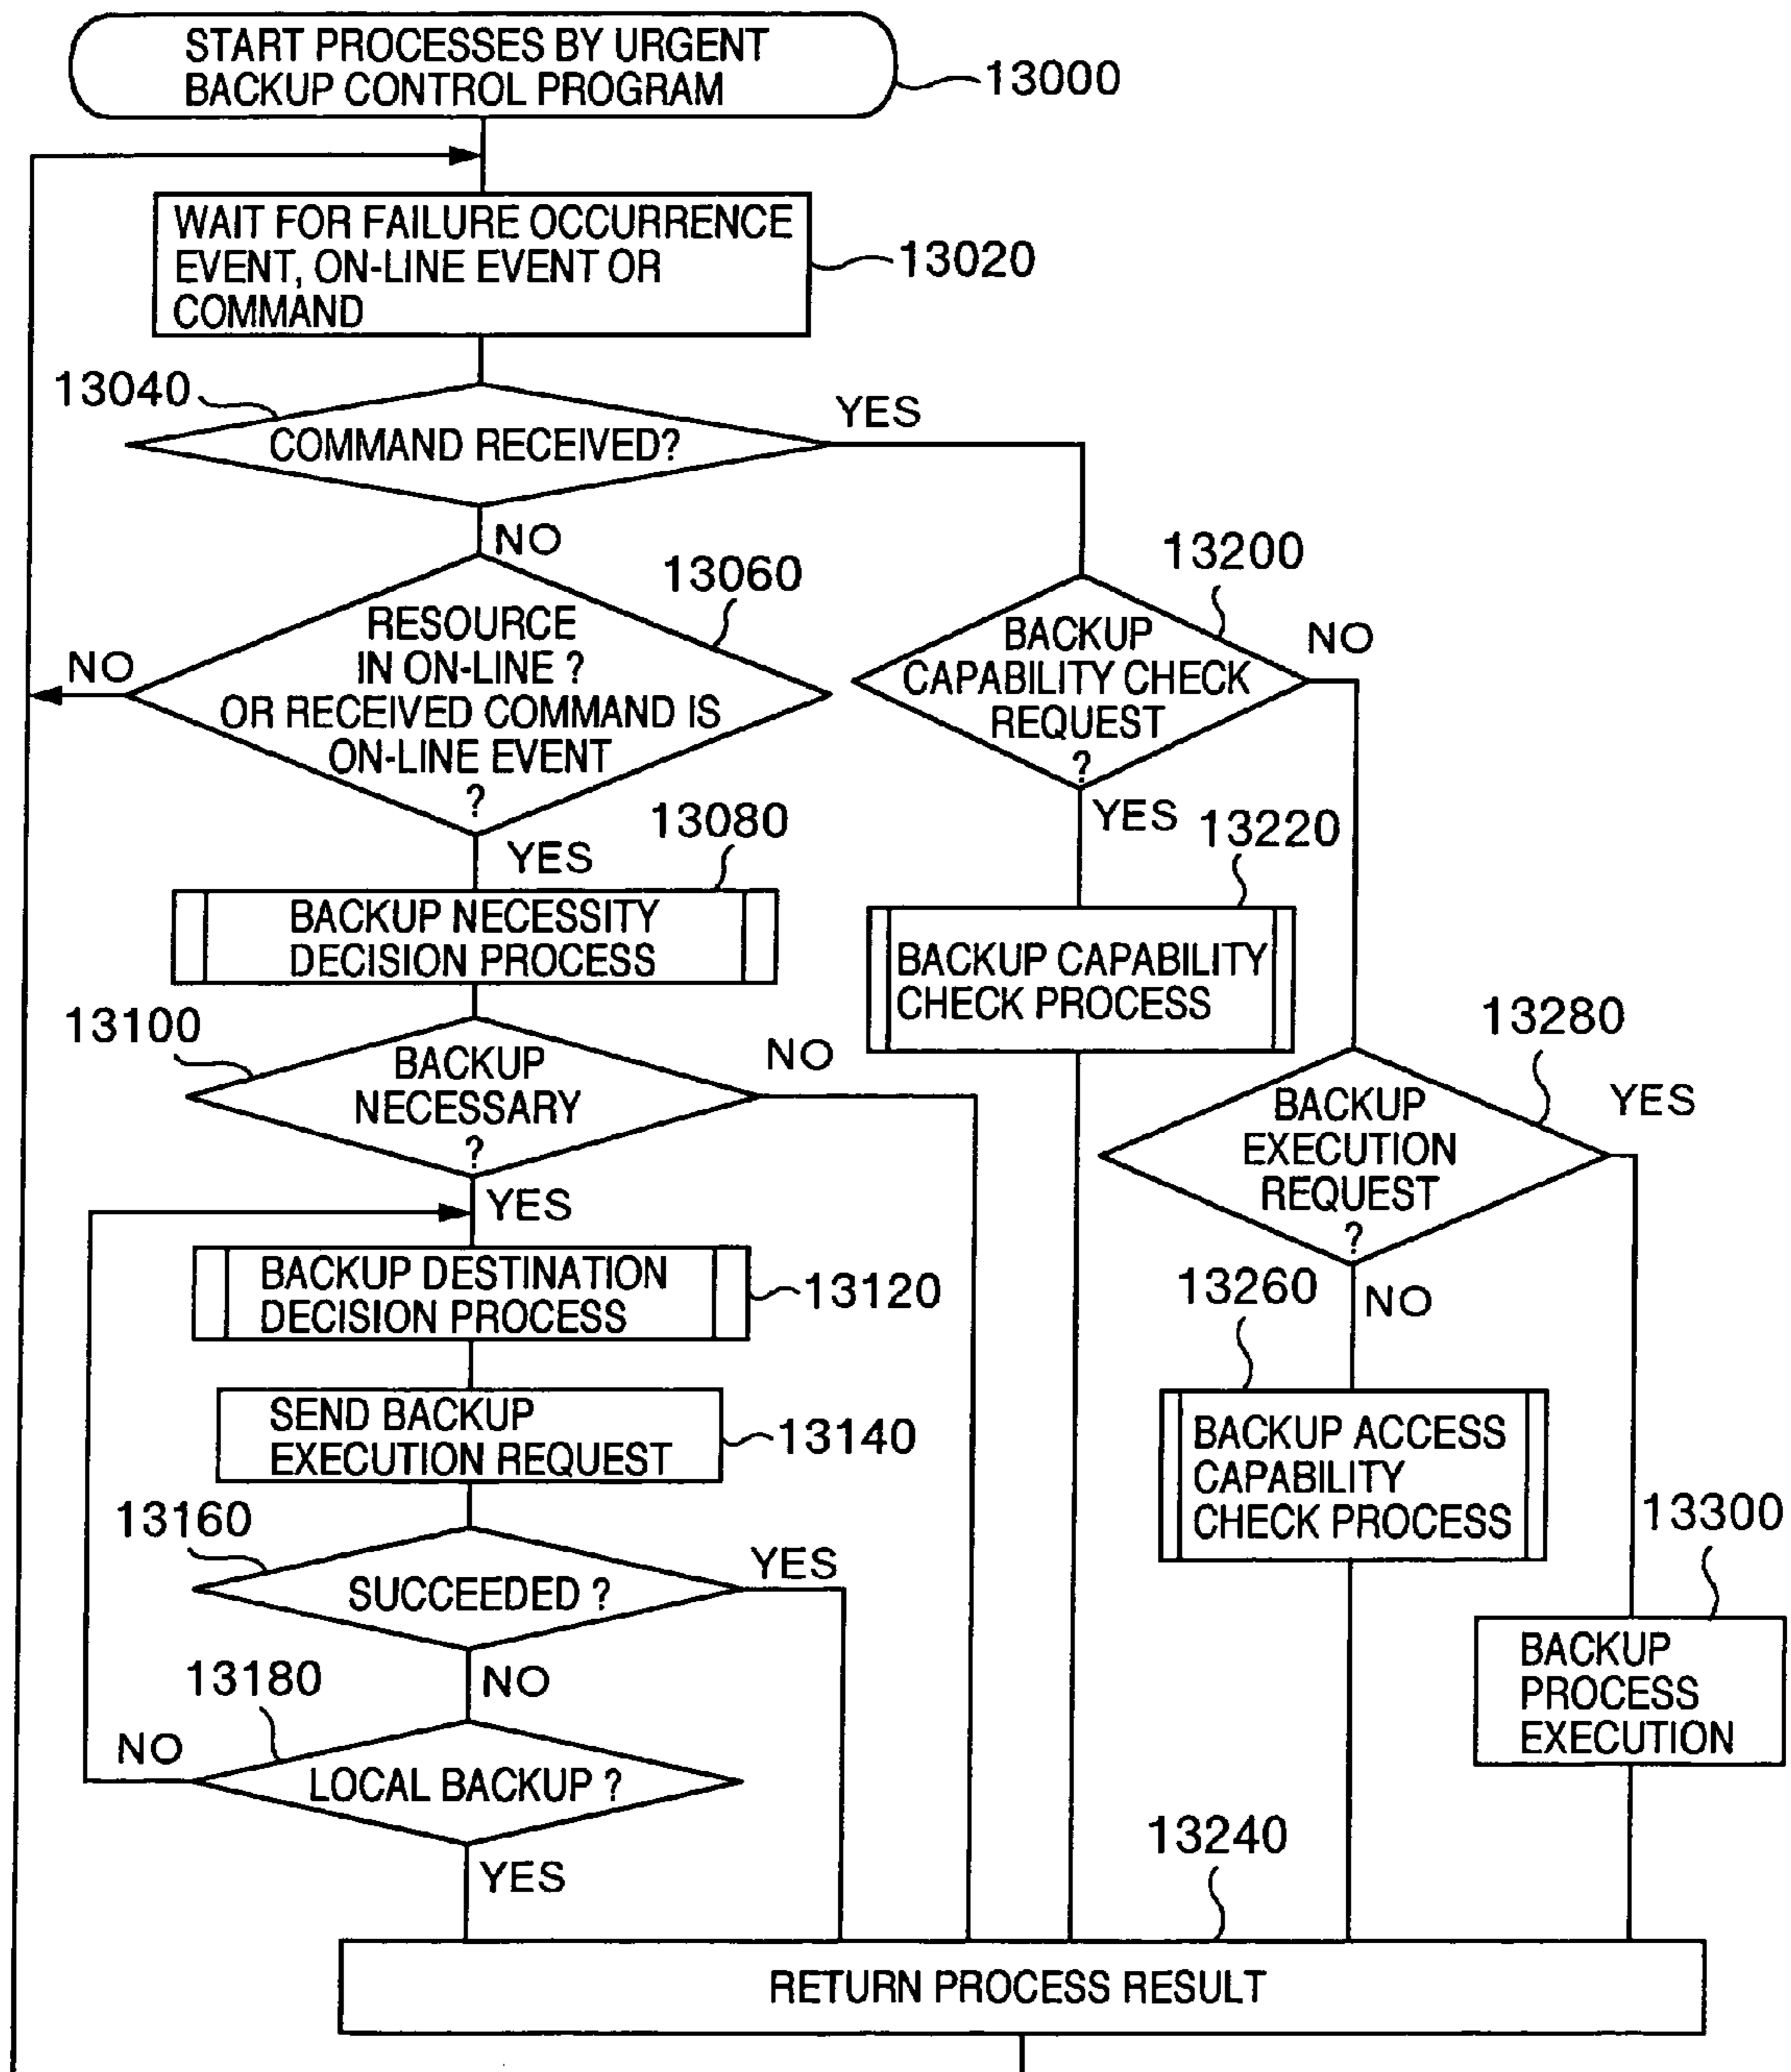 START PROCESSES BY URGENT
BACKUP CONTROL PROGRAM
13000
WAIT FOR FAILURE OCCURRENCE
EVENT, ON-LINE EVENT OR
COMMAND
13020
13040
COMMAND RECEIVED?
YES
NO
13060
RESOURCE
IN ON-LINE ?
OR RECEIVED COMMAND IS
ON-LINE EVENT
?
NO
YES
13200
BACKUP
CAPABILITY CHECK
REQUEST
?
NO
YES
13080
BACKUP NECESSITY
DECISION PROCESS
13220
BACKUP CAPABILITY
CHECK PROCESS
13100
BACKUP
NECESSARY
?
NO
YES
13280
BACKUP
EXECUTION
REQUEST
?
YES
NO
BACKUP DESTINATION
DECISION PROCESS
13120
13260
BACKUP ACCESS
CAPABILITY
CHECK PROCESS
SEND BACKUP
EXECUTION REQUEST
13140
13160
SUCCEEDED ?
YES
NO
13300
BACKUP
PROCESS
EXECUTION
13180
LOCAL BACKUP ?
NO
YES
13240
RETURN PROCESS RESULT